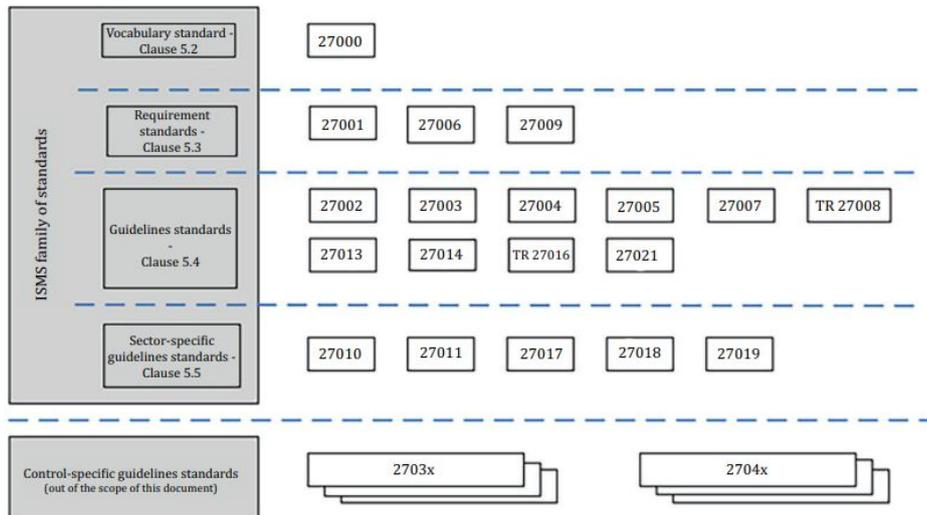 ISMS family of standards
Vocabulary standard -
Clause 5.2
27000
Requirement
standards -
Clause 5.3
27001 27006 27009
Guidelines standards
-
Clause 5.4
27002 27003 27004 27005 27007 TR 27008
27013 27014 TR 27016 27021
Sector-specific
guidelines standards -
Clause 5.5
27010 27011 27017 27018 27019
Control-specific guidelines standards
(out of the scope of this document)
2703x 2704x